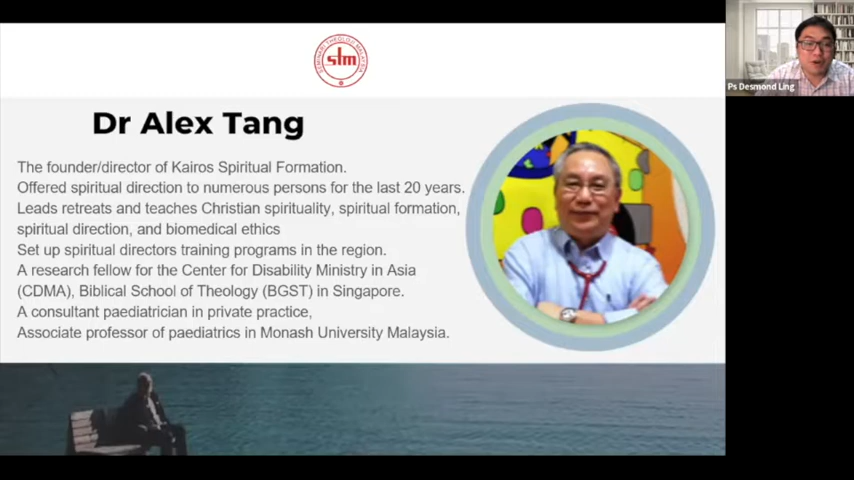 SEMINARI THEOLOJI MALAYSIA
stm
Ps Desmond Ling
Dr Alex Tang
The founder/director of Kairos Spiritual Formation.
Offered spiritual direction to numerous persons for the last 20 years.
Leads retreats and teaches Christian spirituality, spiritual formation,
spiritual direction, and biomedical ethics
Set up spiritual directors training programs in the region.
A research fellow for the Center for Disability Ministry in Asia
(CDMA), Biblical School of Theology (BGST) in Singapore.
A consultant paediatrician in private practice,
Associate professor of paediatrics in Monash University Malaysia.